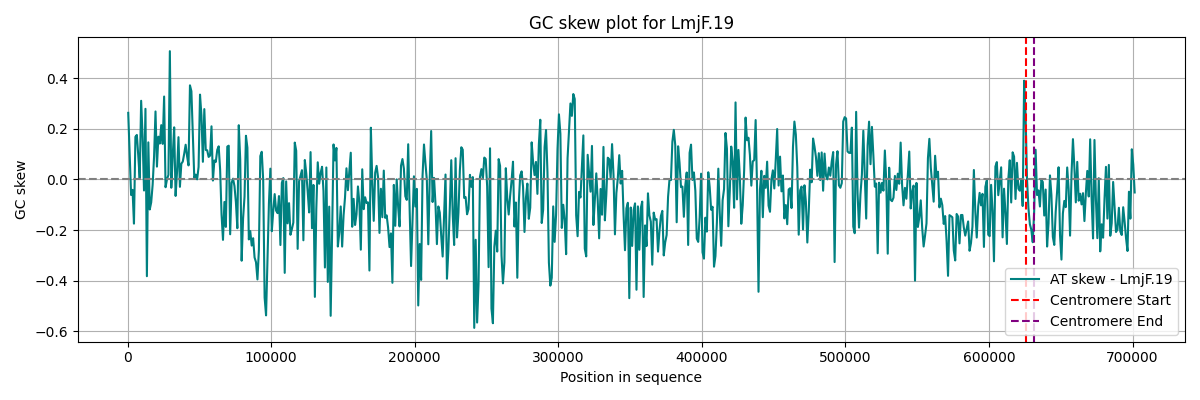 GC skew plot for LmjF.19
GC skew
0.4
0.2
0.0
−0.2
−0.4
−0.6
0 100000 200000 300000 400000 500000 600000 700000
Position in sequence
AT skew - LmjF.19
Centromere Start
Centromere End